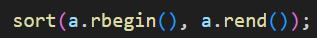 sort(a.rbegin(), a.rend());